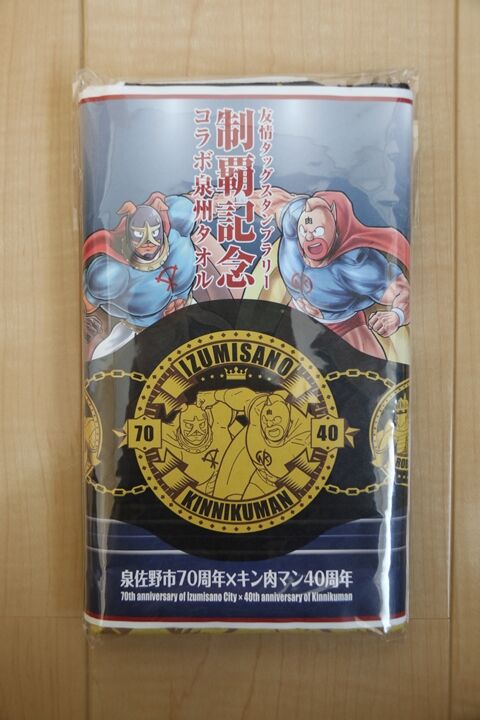 友情タッグスタンプラリー
制覇記念
コラボ泉州タオル
肉
IZUMISANO
70
40
KINNIKUMAN
泉佐野市70周年×キン肉マン40周年
70th anniversary of Izumisano City × 40th anniversary of Kinnikuman